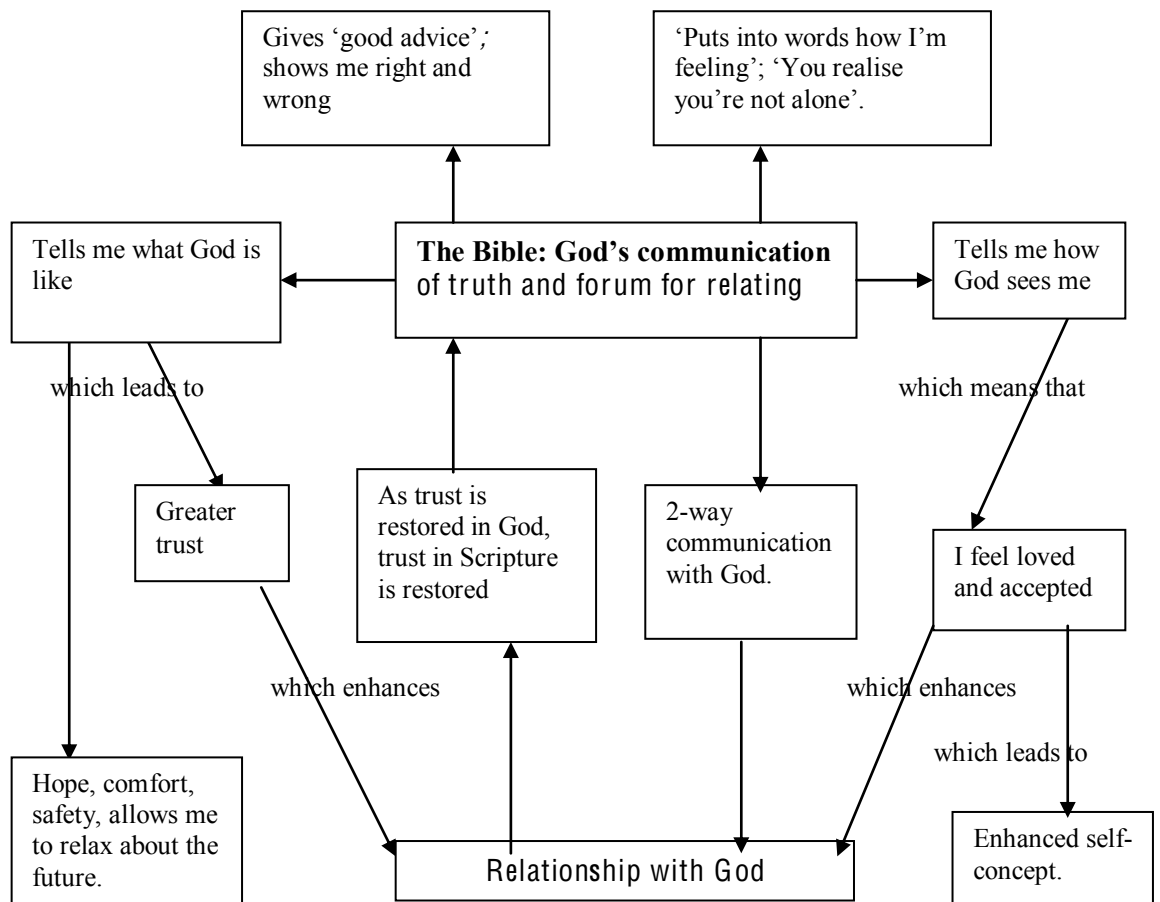 Gives ‘good advice’;
shows me right and
wrong
‘Puts into words how I’m
feeling’; ‘You realise
you’re not alone’.
Tells me what God is
like
The Bible: God’s communication
of truth and forum for relating
Tells me how
God sees me
which leads to
which means that
Greater
trust
As trust is
restored in God,
trust in Scripture
is restored
2-way
communication
with God.
I feel loved
and accepted
which enhances
which enhances
which leads to
Hope, comfort,
safety, allows me
to relax about the
future.
Relationship with God
Enhanced self-
concept.